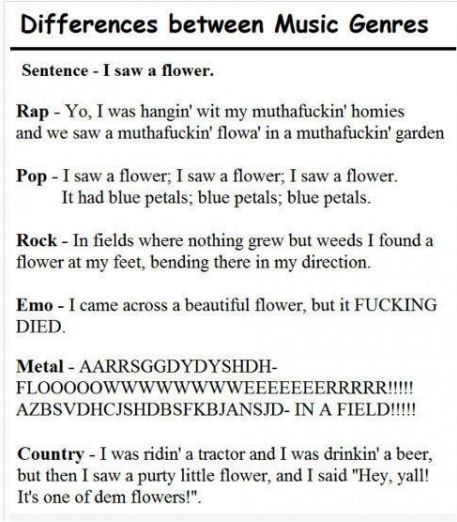 Differences between Music Genres
Sentence - I saw a flower.
Rap - Yo, I was hangin' wit my muthafuckin' homies
and we saw a muthafuckin' flowa' in a muthafuckin' garden
Pop - I saw a flower; I saw a flower; I saw a flower.
It had blue petals; blue petals; blue petals.
Rock - In fields where nothing grew but weeds I found a
flower at my feet, bending there in my direction.
Emo - I came across a beautiful flower, but it FUCKING
DIED.
Metal - AARRSGGDYDYSHDH-
FLOOOOOWWWWWWWWEEEEEEERRRRR!!!!!
AZBSVDHCJSHDBSFKBJANSJD- IN A FIELD!!!!!
Country - I was ridin' a tractor and I was drinkin' a beer,
but then I saw a purty little flower, and I said "Hey, yall!
It's one of dem flowers!".